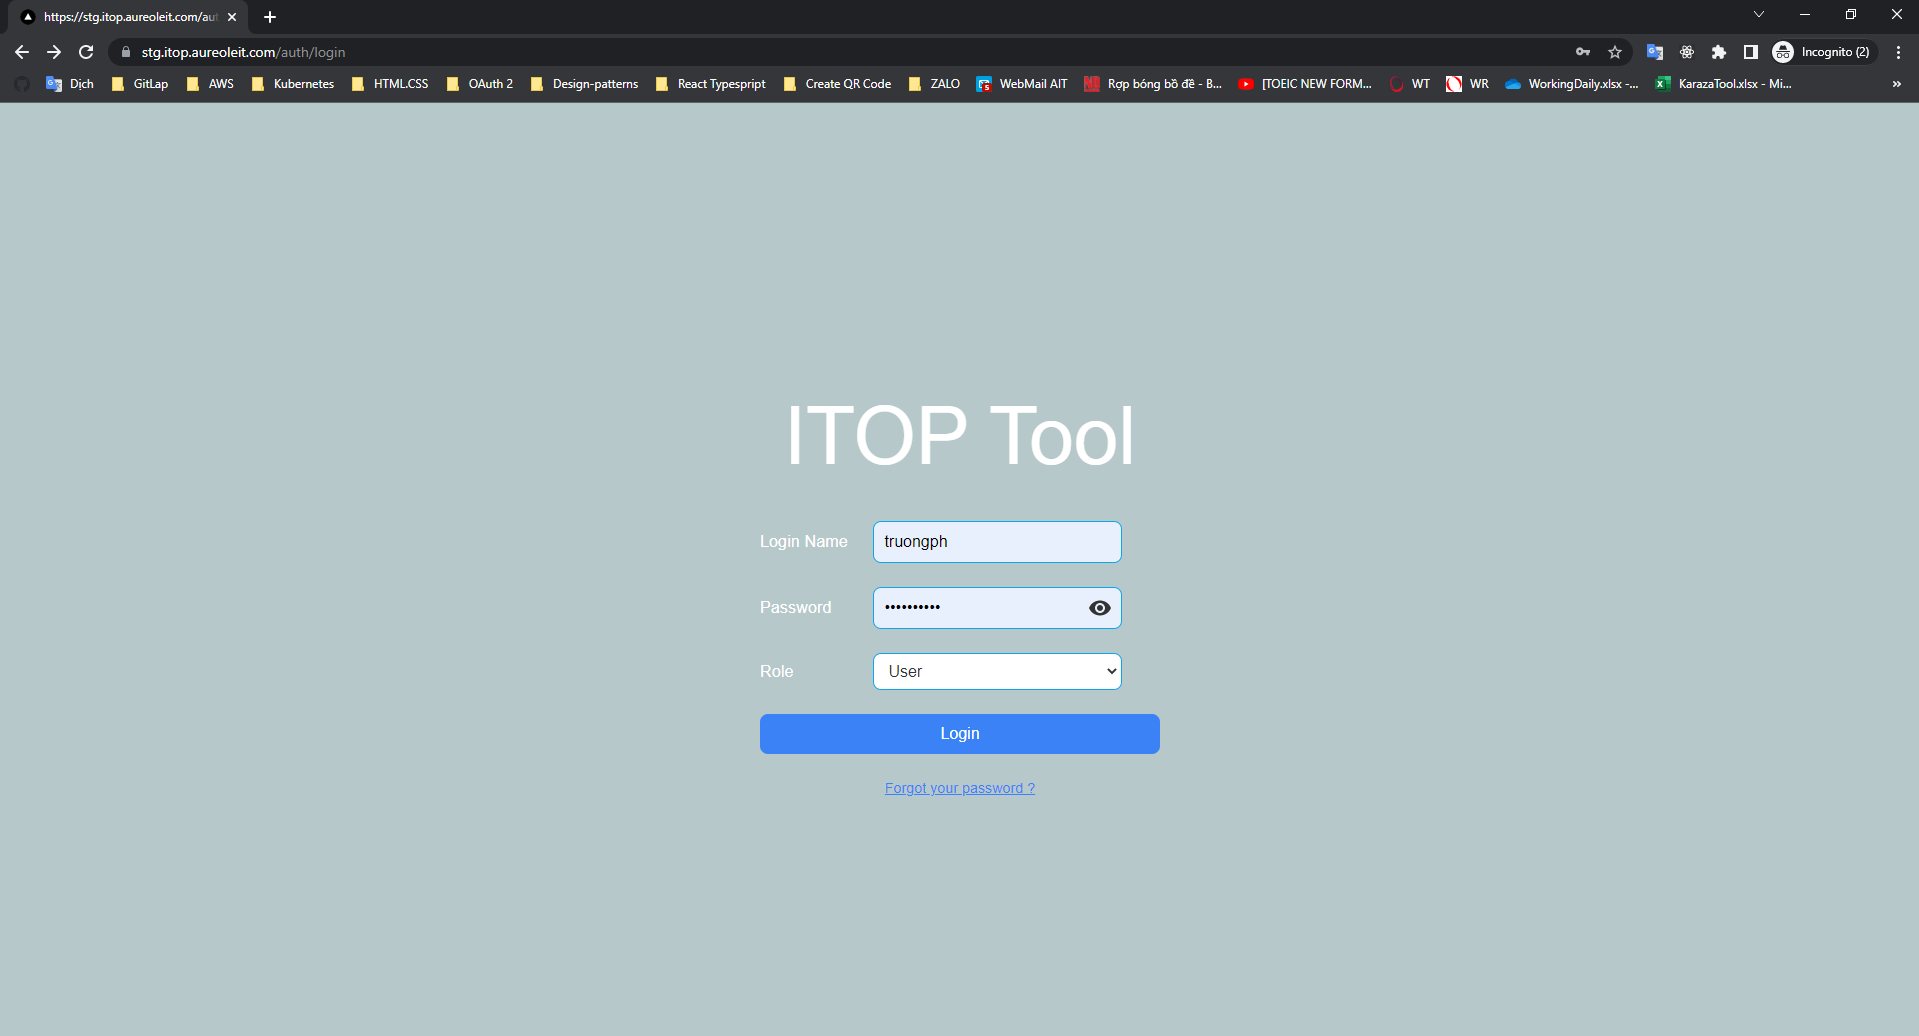 https://stg.itop.aureoleit.com/aut
stg.itop.aureoleit.com/auth/login
Incognito (2)
Dịch GitLap AWS Kubernetes HTML.CSS OAuth 2 Design-patterns React Typespript Create QR Code ZALO WebMail AIT Rợp bóng bồ đề - B... [TOEIC NEW FORM... WT WR WorkingDaily.xlsx -... KarazaTool.xlsx - Mi... »
ITOP Tool
Login Name truongph
Password ••••••••••
Role User
Login
Forgot your password ?